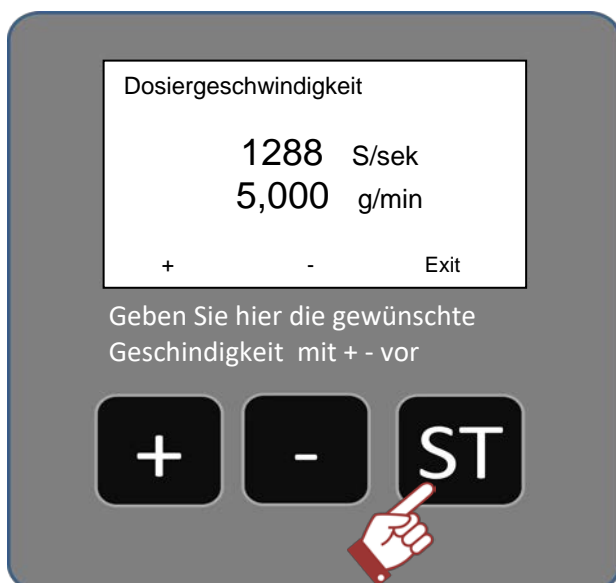 Dosiergeschwindigkeit
1288 S/sek
5,000 g/min
+ - Exit
Geben Sie hier die gewünschte
Geschindigkeit mit + - vor
+ - ST